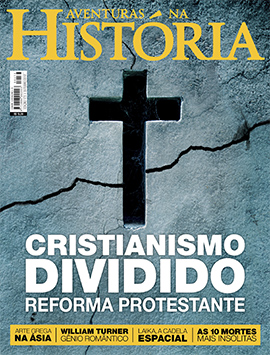 AVENTURAS NA
HISTÓRIA
CRISTIANISMO
DIVIDIDO
REFORMA PROTESTANTE
ARTE GREGA
NA ÁSIA
WILLIAM TURNER
GÊNIO ROMÂNTICO
LAIKA, A CADELA
ESPACIAL
AS 10 MORTES
MAIS INSÓLITAS